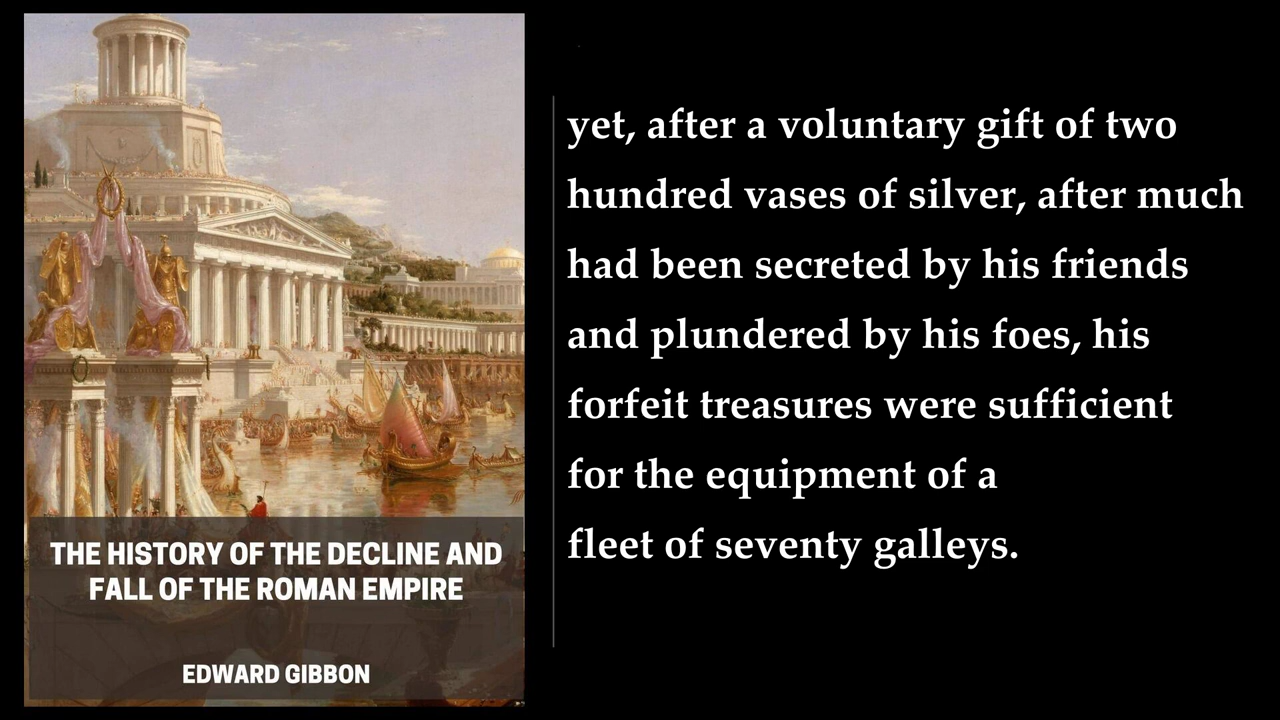 THE HISTORY OF THE DECLINE AND
FALL OF THE ROMAN EMPIRE
EDWARD GIBBON
yet, after a voluntary gift of two
hundred vases of silver, after much
had been secreted by his friends
and plundered by his foes, his
forfeit treasures were sufficient
for the equipment of a
fleet of seventy galleys.